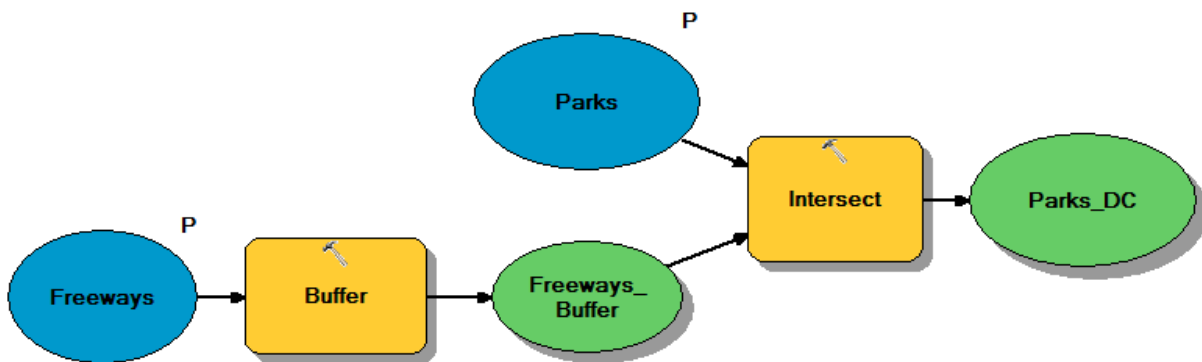 P
Parks
Intersect
Parks_DC
P
Freeways
Buffer
Freeways_
Buffer